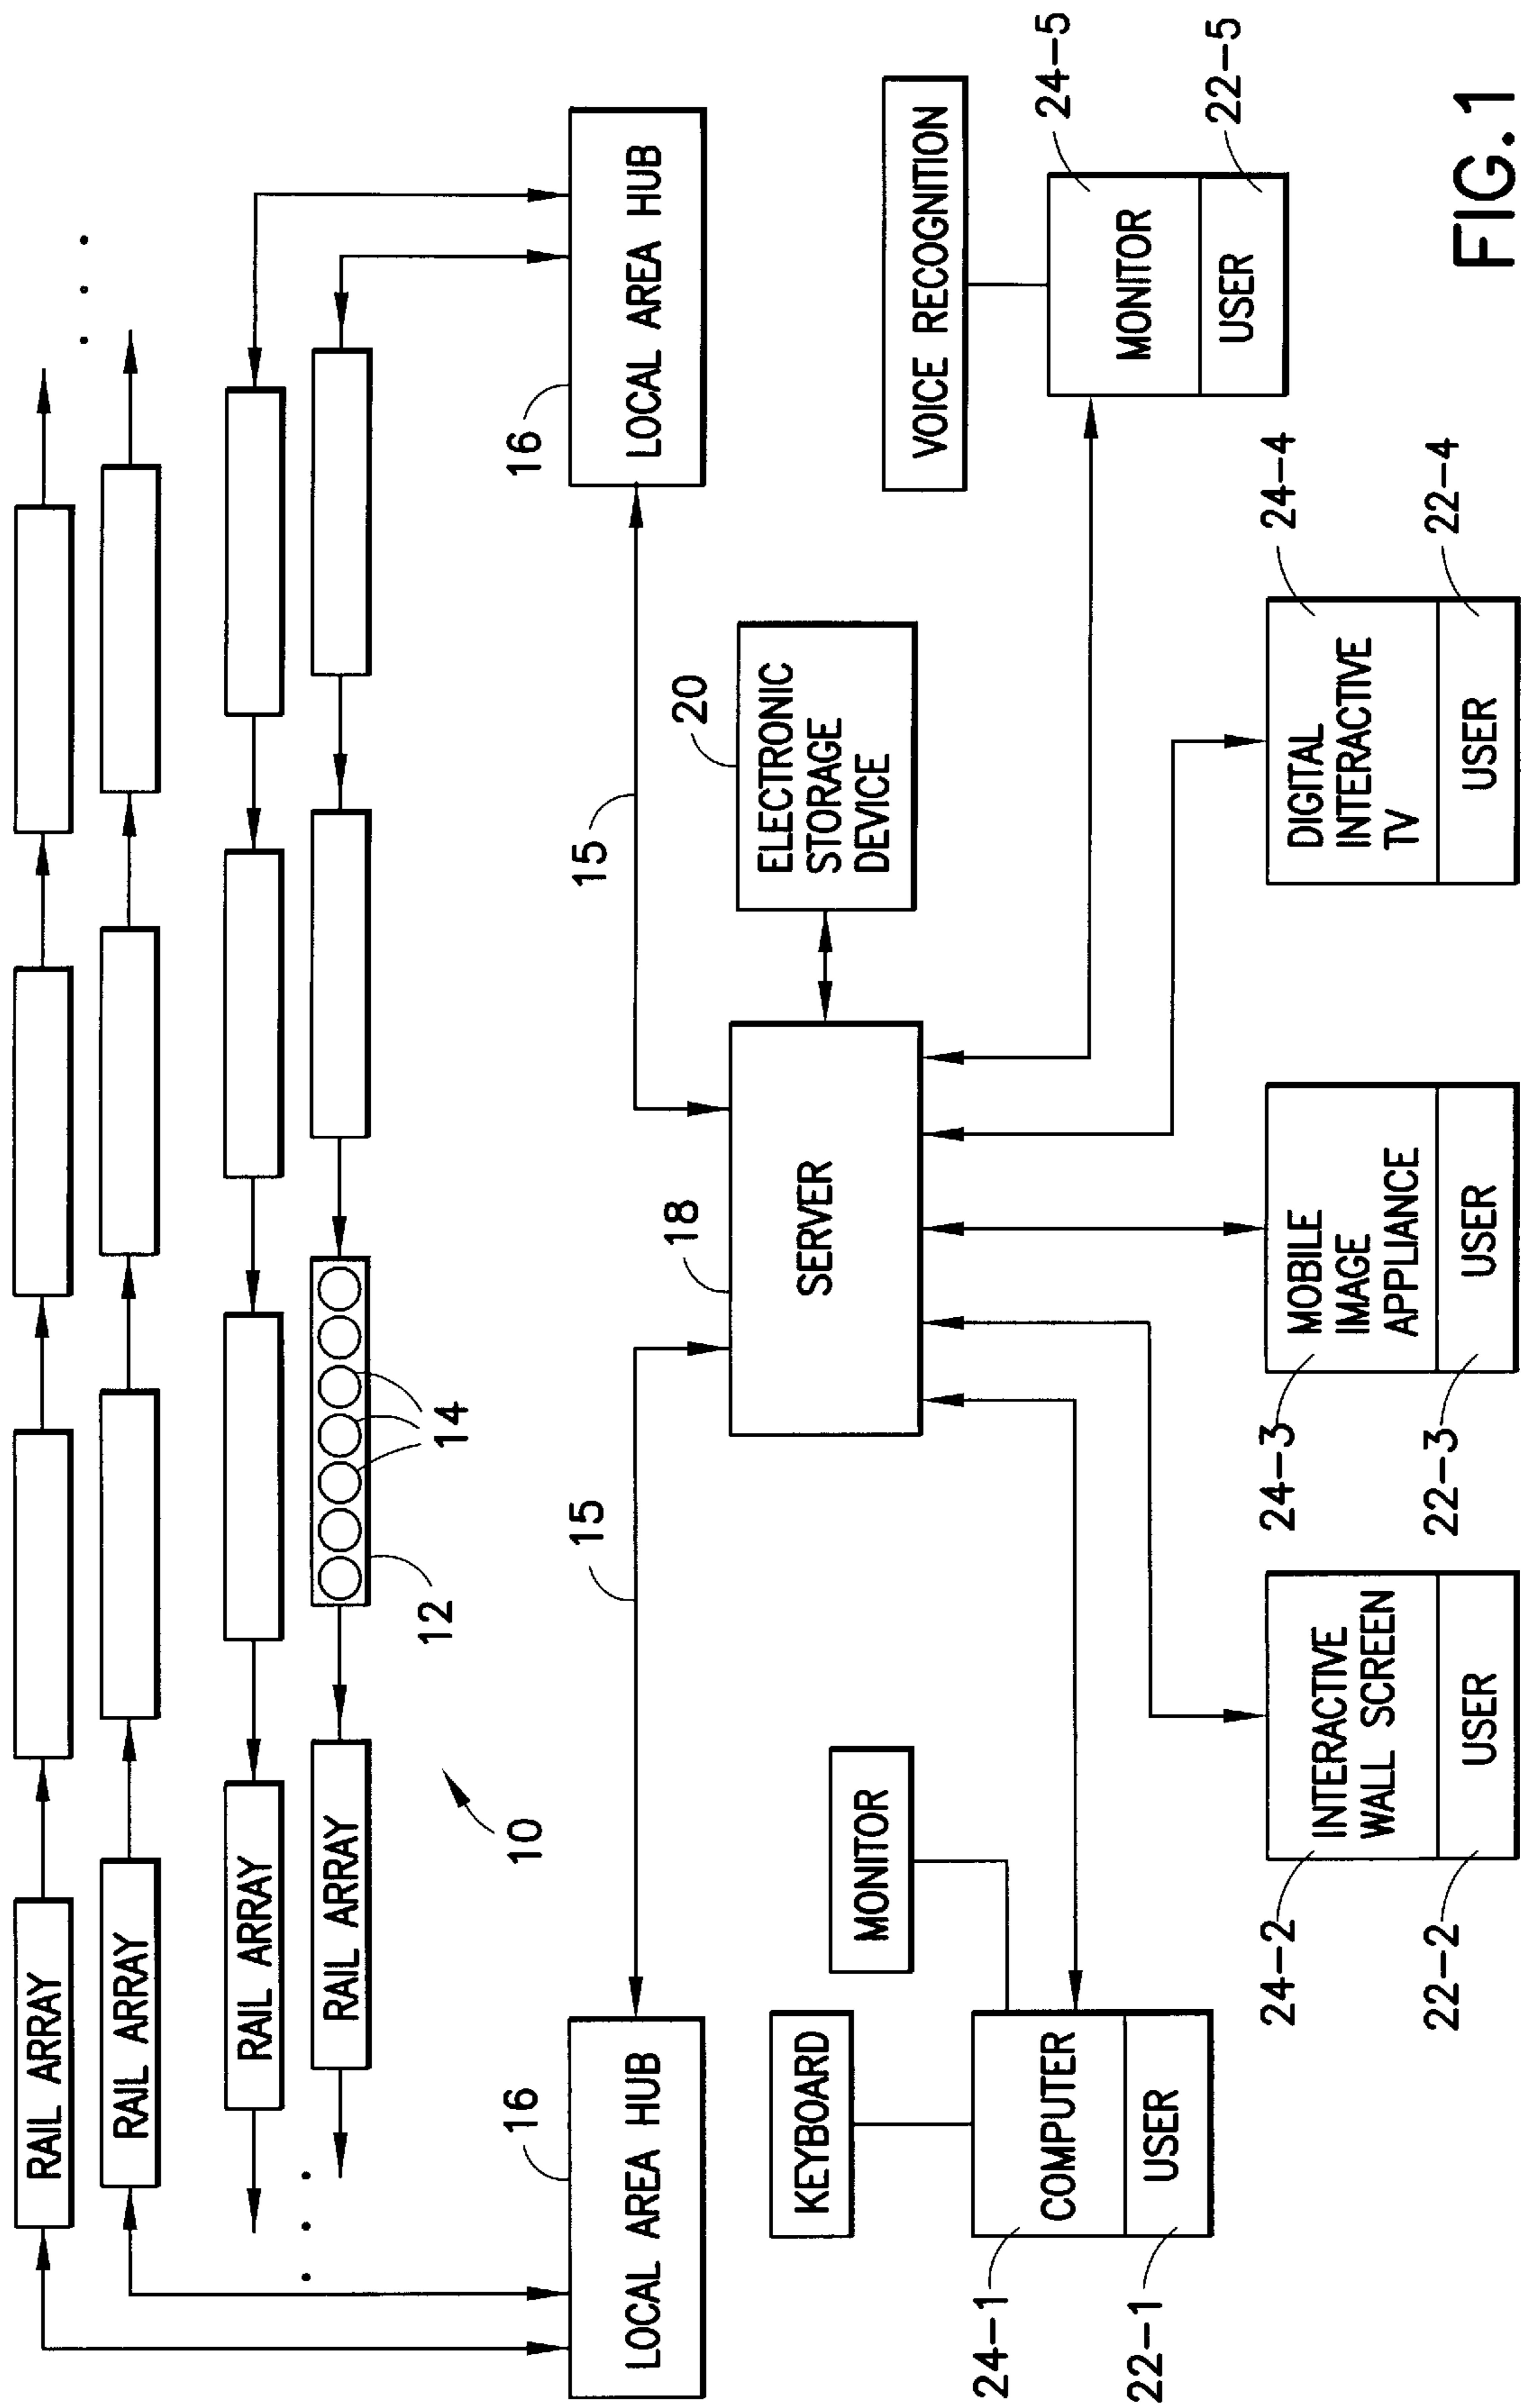 RAIL ARRAY
RAIL ARRAY
RAIL ARRAY
RAIL ARRAY
10
12
14
16
LOCAL AREA HUB
15
15
16
LOCAL AREA HUB
18
SERVER
20
ELECTRONIC
STORAGE
DEVICE
KEYBOARD
MONITOR
24-1
COMPUTER
22-1
USER
24-2
INTERACTIVE
WALL SCREEN
22-2
USER
24-3
MOBILE
IMAGE
APPLIANCE
22-3
USER
24-4
DIGITAL
INTERACTIVE
TV
22-4
USER
VOICE RECOGNITION
24-5
MONITOR
22-5
USER
FIG. 1